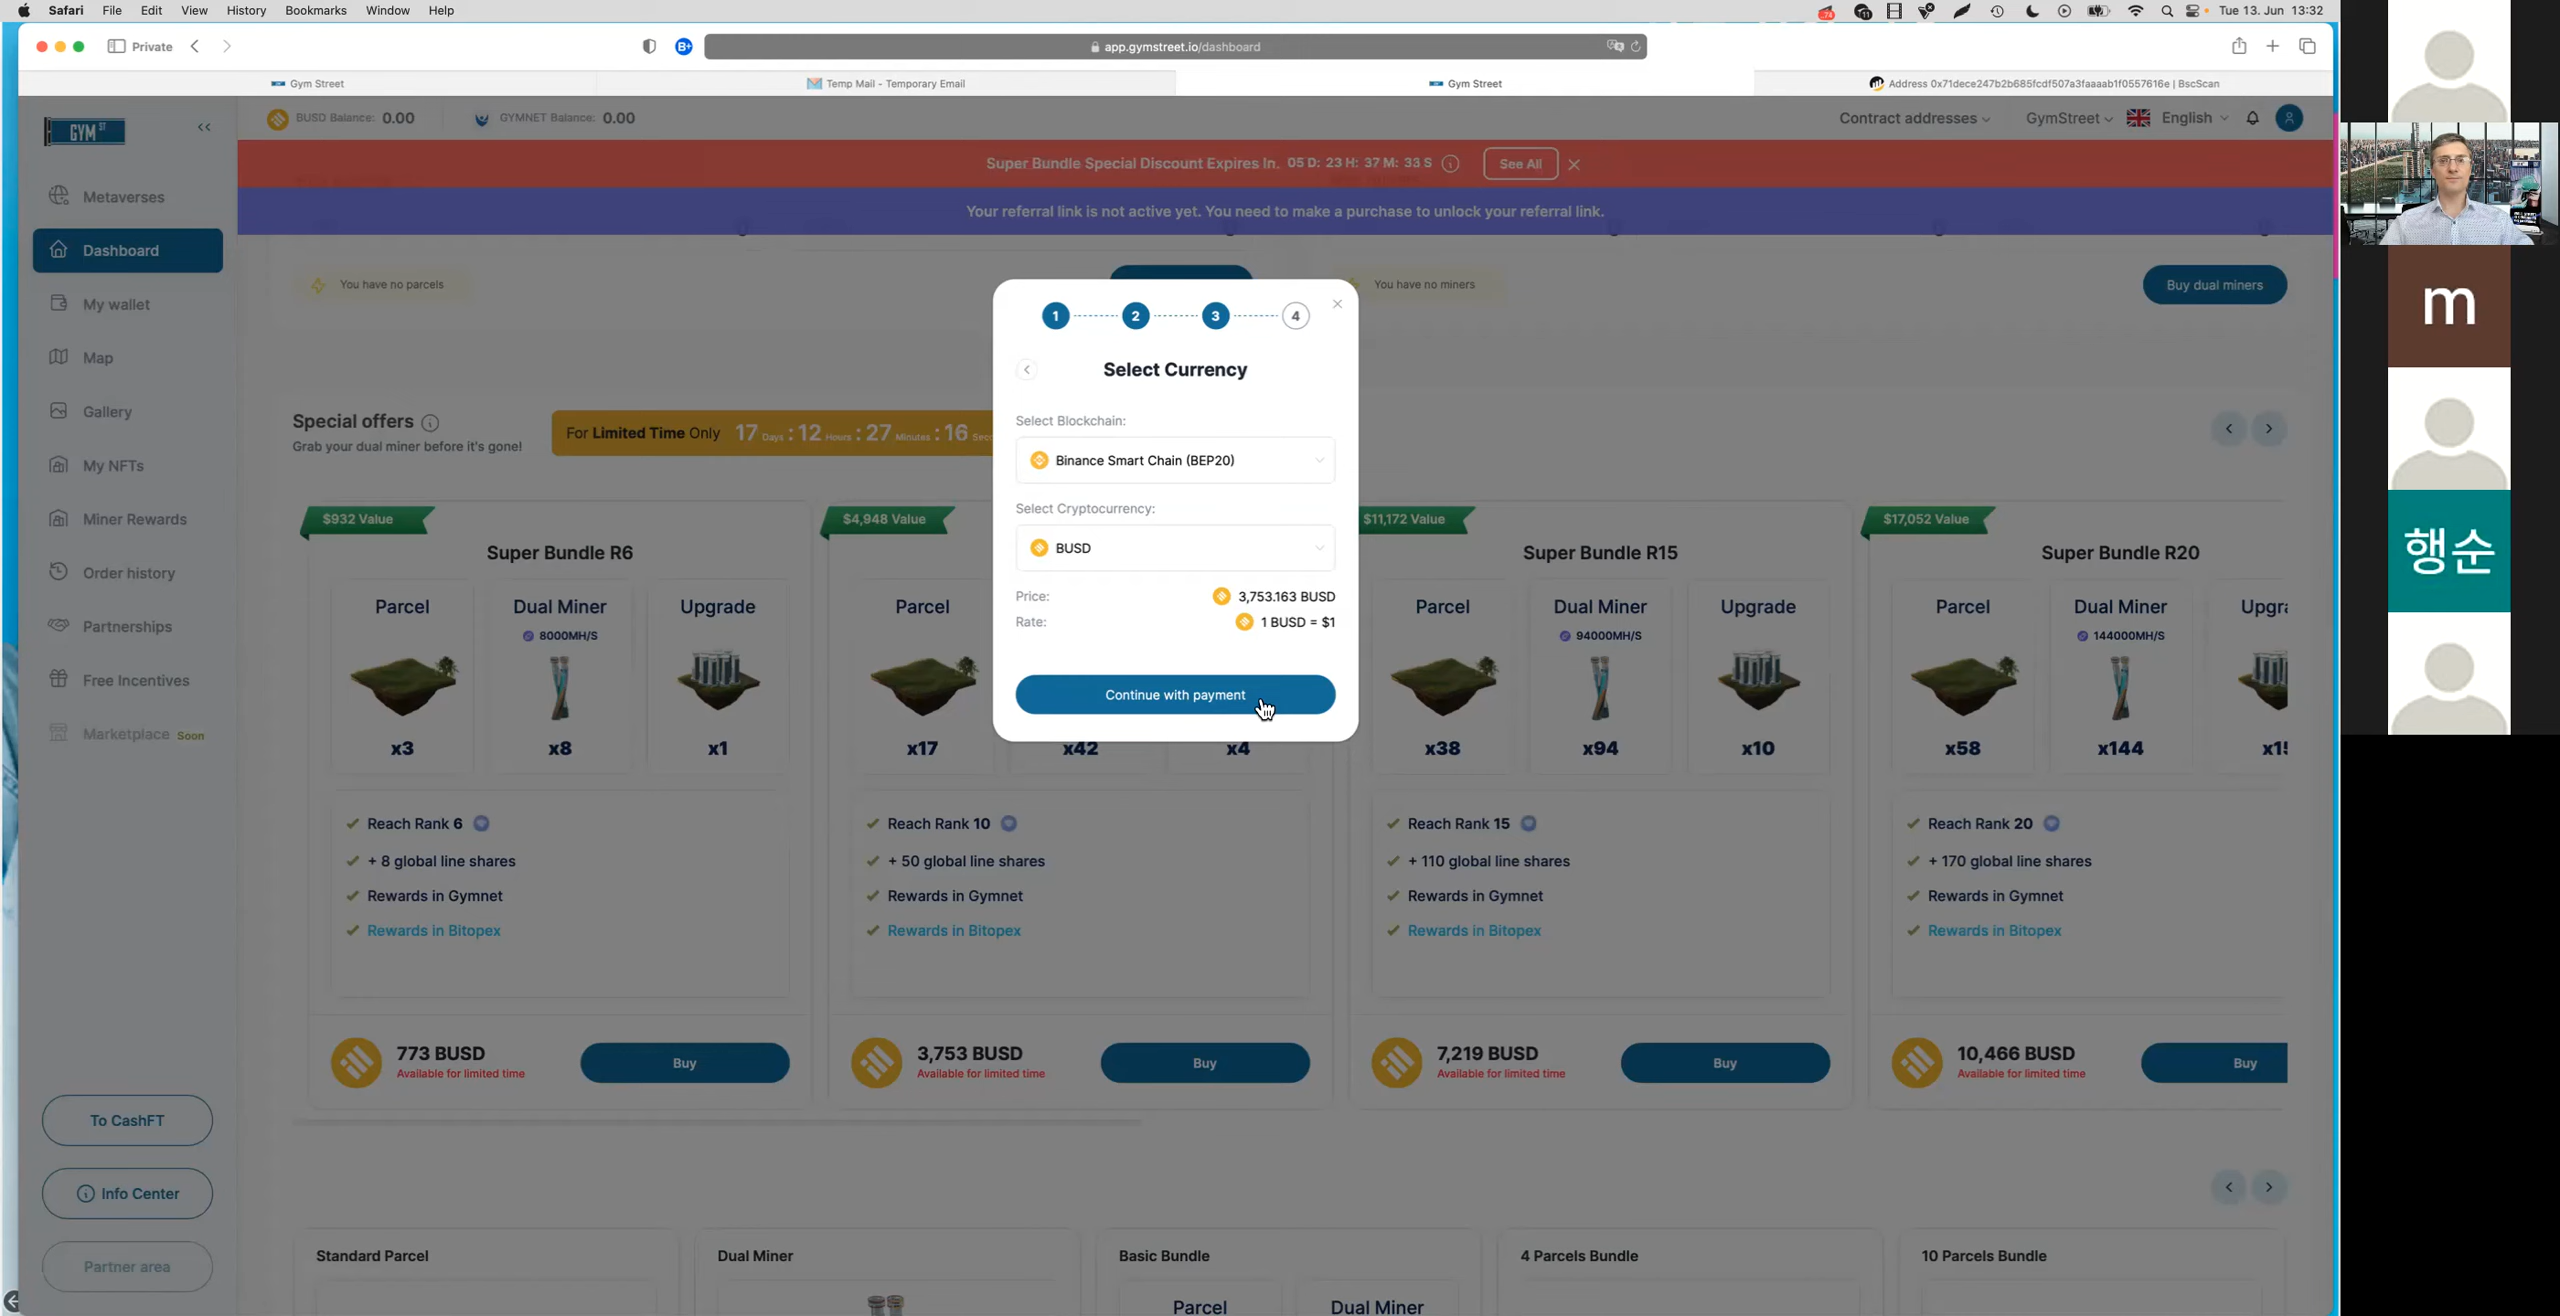 Safari File Edit View History Bookmarks Window Help
Tue 13. Jun 13:32
Private
app.gymstreet.io/dashboard
Gym Street
Temp Mail - Temporary Email
Gym Street
Address 0x71dece247b2b685fcdf507a3faaaab1f0557616e | BscScan
GYM ST
BUSD Balance: 0.00
GYMNET Balance: 0.00
Contract addresses
GymStreet
English
Super Bundle Special Discount Expires In. 05 D: 23 H: 37 M: 33 S
See All
Your referral link is not active yet. You need to make a purchase to unlock your referral link.
Metaverses
Dashboard
My wallet
Map
Gallery
My NFTs
Miner Rewards
Order history
Partnerships
Free Incentives
Marketplace Soon
To CashFT
Info Center
Partner area
You have no parcels
You have no miners
Buy dual miners
Special offers
Grab your dual miner before it's gone!
For Limited Time Only 17 Days : 12 Hours : 27 Minutes : 16
1 2 3 4
Select Currency
Select Blockchain:
Binance Smart Chain (BEP20)
Select Cryptocurrency:
BUSD
Price: 3,753.163 BUSD
Rate: 1 BUSD = $1
Continue with payment
$932 Value
Super Bundle R6
Parcel
Dual Miner
Upgrade
8000MH/S
x3
x8
x1
Reach Rank 6
+ 8 global line shares
Rewards in Gymnet
Rewards in Bitopex
773 BUSD
Available for limited time
Buy
$4,948 Value
Parcel
x17
x42
x4
Reach Rank 10
+ 50 global line shares
Rewards in Gymnet
Rewards in Bitopex
3,753 BUSD
Available for limited time
Buy
$11,172 Value
Super Bundle R15
Parcel
Dual Miner
Upgrade
94000MH/S
x38
x94
x10
Reach Rank 15
+ 110 global line shares
Rewards in Gymnet
Rewards in Bitopex
7,219 BUSD
Available for limited time
Buy
$17,052 Value
Super Bundle R20
Parcel
Dual Miner
144000MH/S
x58
x144
Reach Rank 20
+ 170 global line shares
Rewards in Gymnet
Rewards in Bitopex
10,466 BUSD
Available for limited time
Buy
Standard Parcel
Dual Miner
Basic Bundle
Parcel
Dual Miner
4 Parcels Bundle
10 Parcels Bundle
m
행순